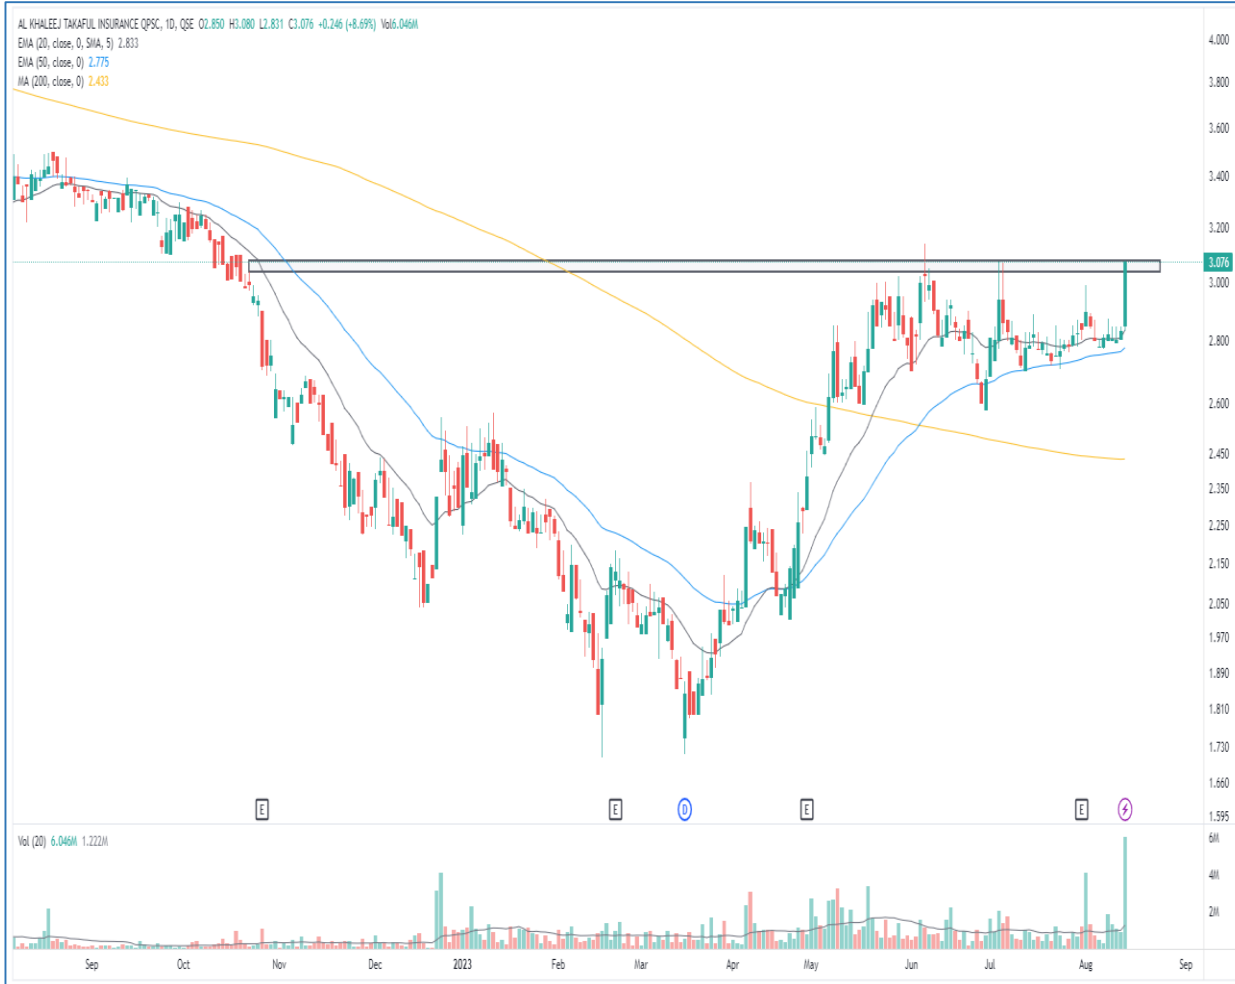 AL KHALEEJ TAKAFUL INSURANCE QPSC, 1D, QSE O2.850 H3.080 L2.831 C3.076 +0.246 (+8.69%) Vol6.046M
EMA (20, close, 0, SMA, 5) 2.833
EMA (50, close, 0) 2.775
MA (200, close, 0) 2.433
4.000
3.800
3.600
3.400
3.200
3.076
3.000
2.800
2.600
2.450
2.350
2.250
2.150
2.050
1.970
1.890
1.810
1.730
1.660
1.595
E E D E E
Vol (20) 6.046M 1.222M
6M
4M
2M
Sep Oct Nov Dec 2023 Feb Mar Apr May Jun Jul Aug Sep